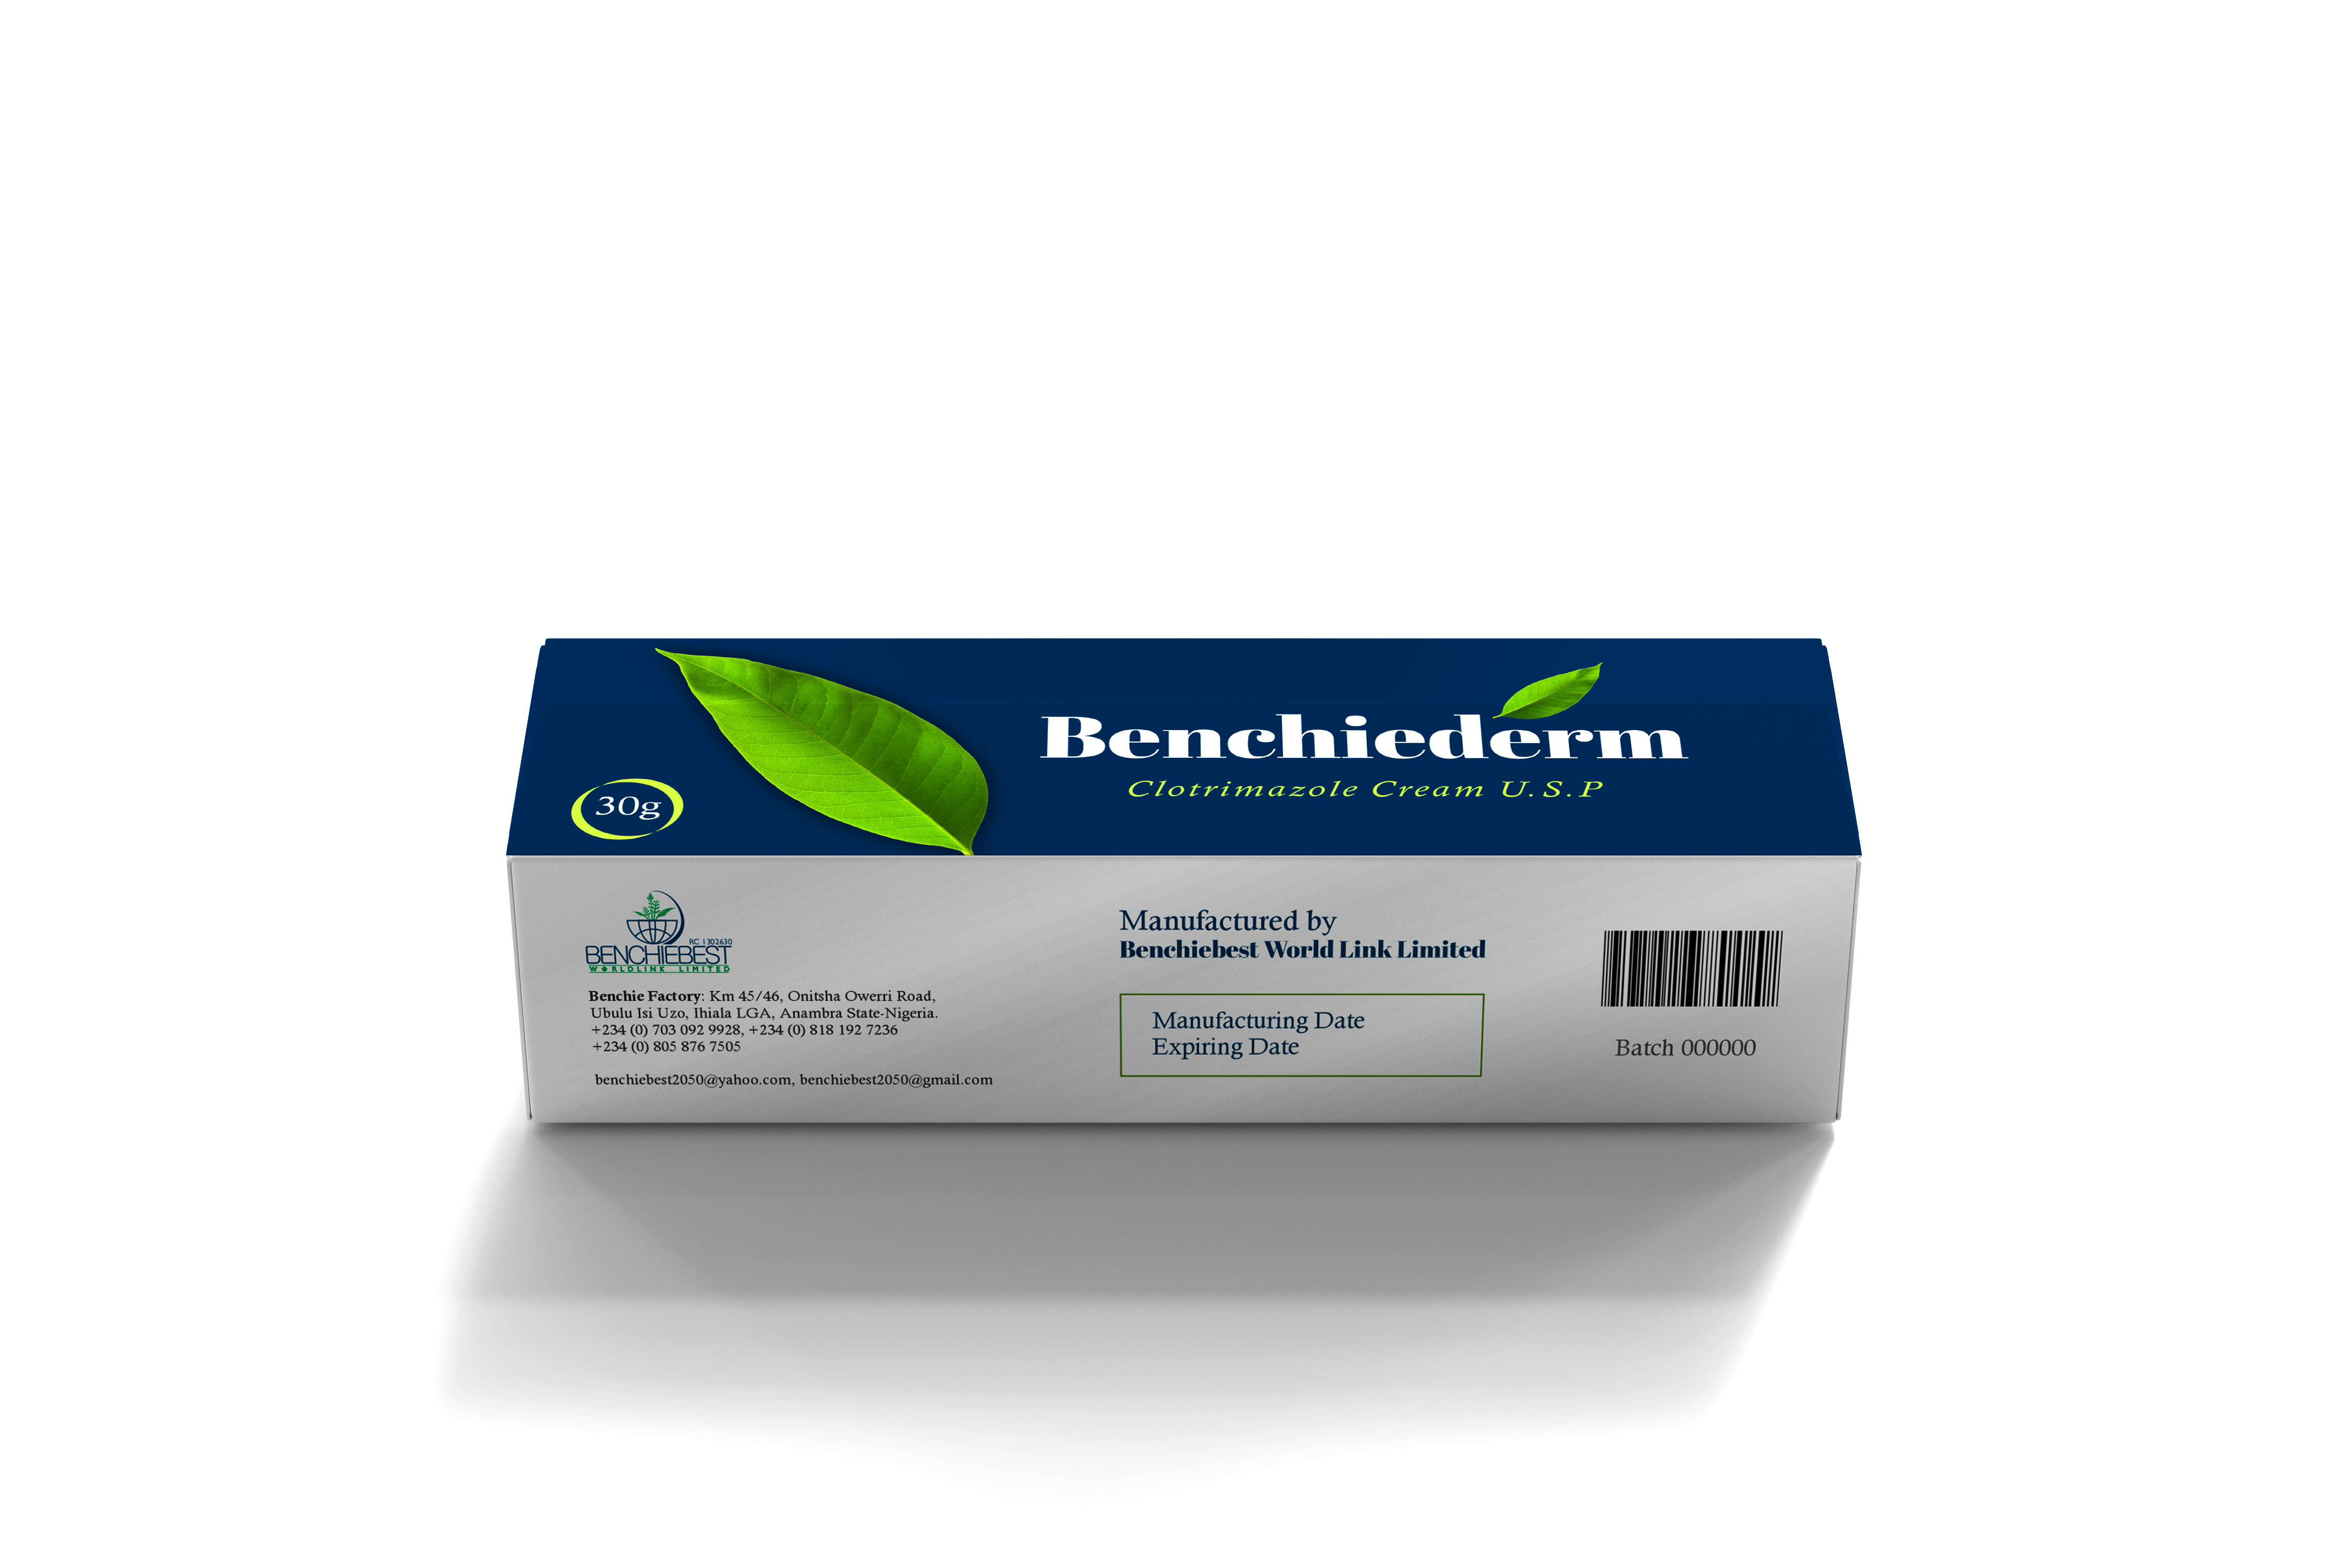 Benchiederm
Clotrimazole Cream U.S.P
30g
RC 1302630
BENCHIEBEST
WORLDLINK LIMITED
Benchie Factory: Km 45/46, Onitsha Owerri Road,
Ubulu Isi Uzo, Ihiala LGA, Anambra State-Nigeria.
+234 (0) 703 092 9928, +234 (0) 818 192 7236
+234 (0) 805 876 7505
benchiebest2050@yahoo.com, benchiebest2050@gmail.com
Manufactured by
Benchiebest World Link Limited
Manufacturing Date
Expiring Date
Batch 000000